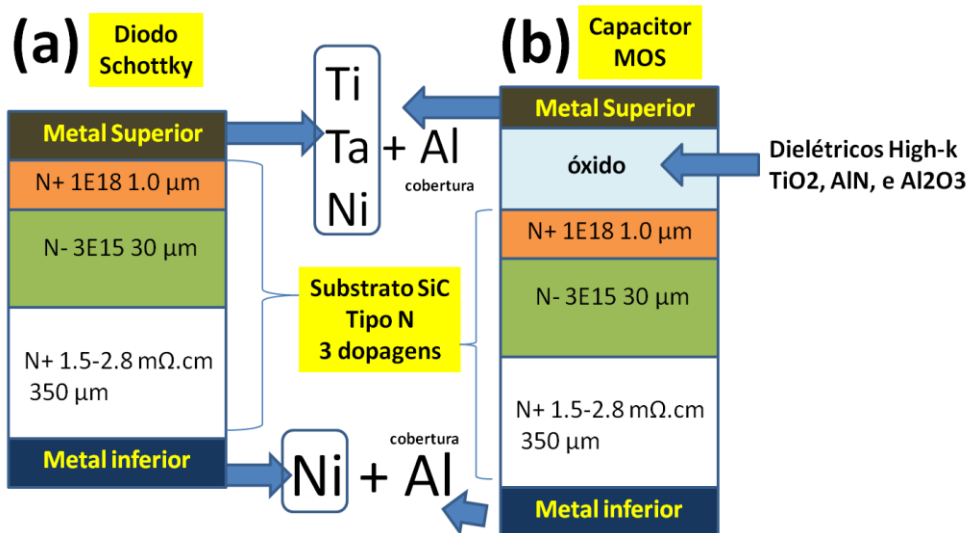 (a)
Diodo
Schottky
Metal Superior
N+ 1E18 1.0 μm
N- 3E15 30 μm
N+ 1.5-2.8 mΩ.cm
350 μm
Metal inferior
Ti
Ta + Al
cobertura
Ni
Substrato SiC
Tipo N
3 dopagens
cobertura
Ni + Al
(b)
Capacitor
MOS
Metal Superior
óxido
Dielétricos High-k
TiO2, AlN, e Al2O3
N+ 1E18 1.0 μm
N- 3E15 30 μm
N+ 1.5-2.8 mΩ.cm
350 μm
Metal inferior